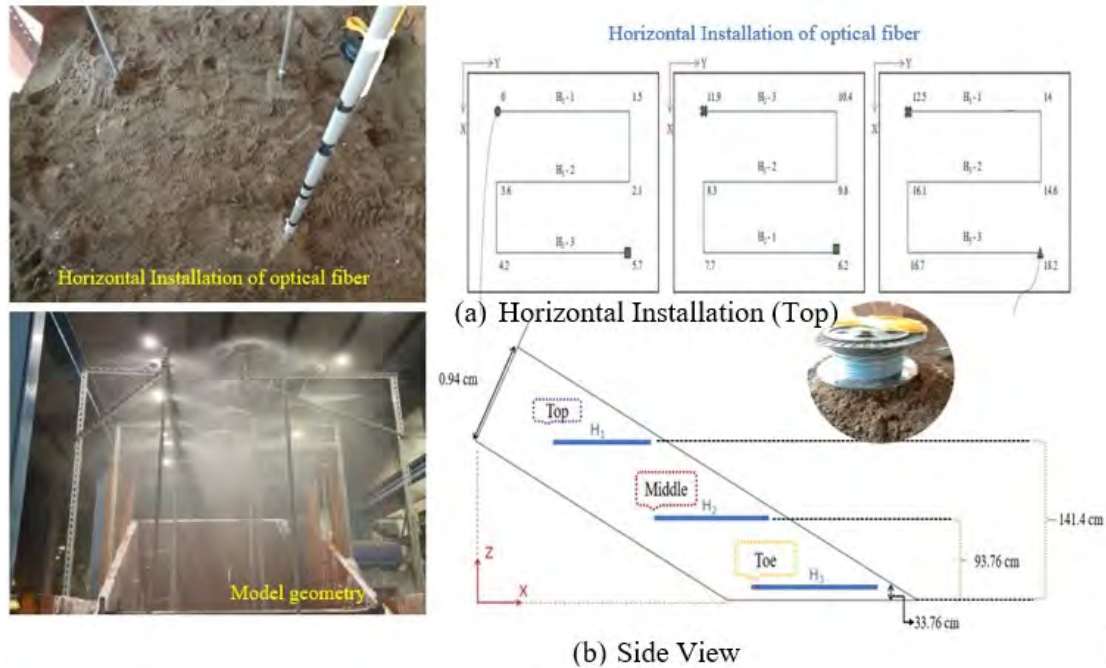 Horizontal Installation of optical fiber
Horizontal Installation of optical fiber
Y
X
0
H₁-1
1.5
H₁-2
3.6
2.1
H₁-3
4.2
5.7
Y
X
11.9
H₂-3
10.4
H₂-2
8.3
9.8
H₂-1
7.7
6.2
Y
X
12.5
H₃-1
14
H₃-2
16.1
14.6
H₃-3
16.7
18.2
(a) Horizontal Installation (Top)
Model geometry
0.94 cm
Top
H₁
Middle
H₂
Toe
H₃
Z
X
141.4 cm
93.76 cm
33.76 cm
(b) Side View